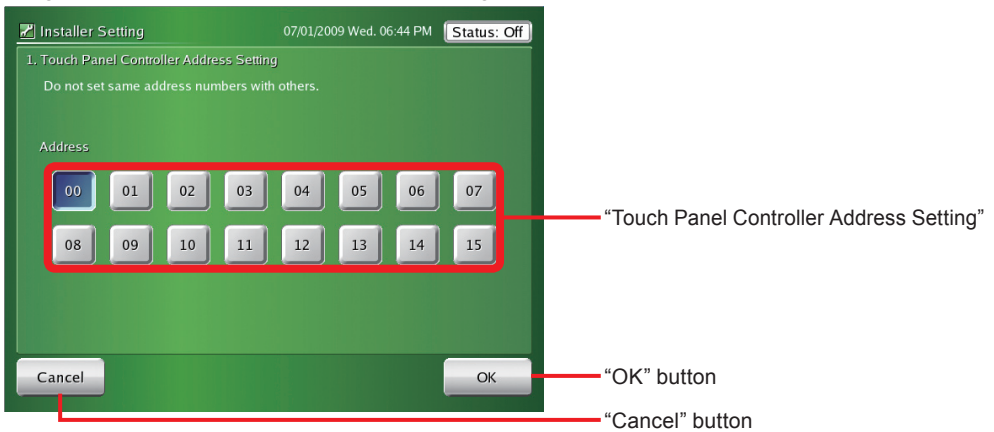 Installer Setting 07/01/2009 Wed. 06:44 PM Status: Off
1. Touch Panel Controller Address Setting
Do not set same address numbers with others.
Address
00 01 02 03 04 05 06 07
“Touch Panel Controller Address Setting”
08 09 10 11 12 13 14 15
Cancel OK “OK” button
“Cancel” button